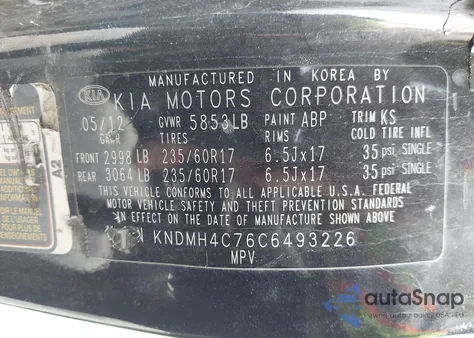 MANUFACTURED IN KOREA BY
KIA KIA MOTORS CORPORATION
05/12 GVWR 5853LB PAINT ABP TRIM KS
TIRES RIMS COLD TIRE INFL
FRONT 2998 LB 235/60R17 6.5Jx17 35 psi, SINGLE
REAR 3064 LB 235/60R17 6.5Jx17 35 psi, SINGLE
THIS VEHICLE CONFORMS TO ALL APPLICABLE U.S.A. FEDERAL
MOTOR VEHICLE SAFETY AND THEFT PREVENTION STANDARDS
IN EFFECT ON THE DATE OF MANUFACTURE SHOWN ABOVE
KNDMH4C76C6493226
MPV
A2
autoSnap